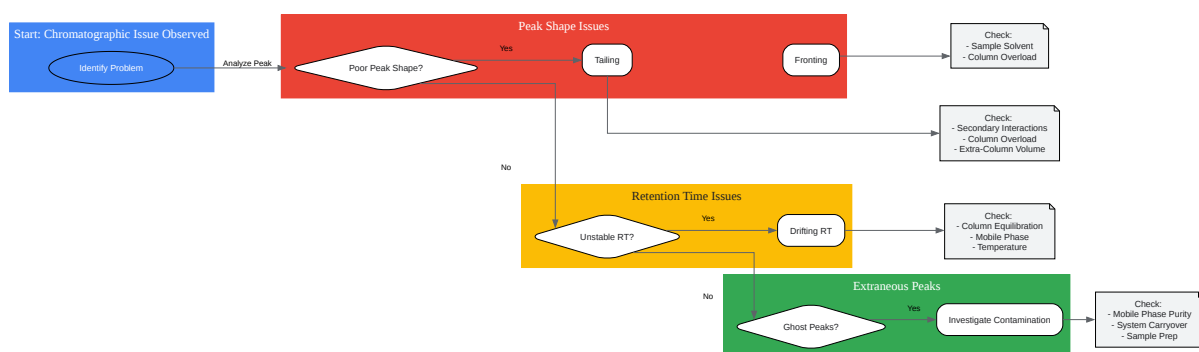 Start: Chromatographic Issue Observed
Identify Problem
Analyze Peak
Peak Shape Issues
Poor Peak Shape?
Yes
Tailing
Fronting
Check:
- Sample Solvent
- Column Overload
Check:
- Secondary Interactions
- Column Overload
- Extra-Column Volume
No
Retention Time Issues
Unstable RT?
Yes
Drifting RT
Check:
- Column Equilibration
- Mobile Phase
- Temperature
No
Extraneous Peaks
Ghost Peaks?
Yes
Investigate Contamination
Check:
- Mobile Phase Purity
- System Carryover
- Sample Prep